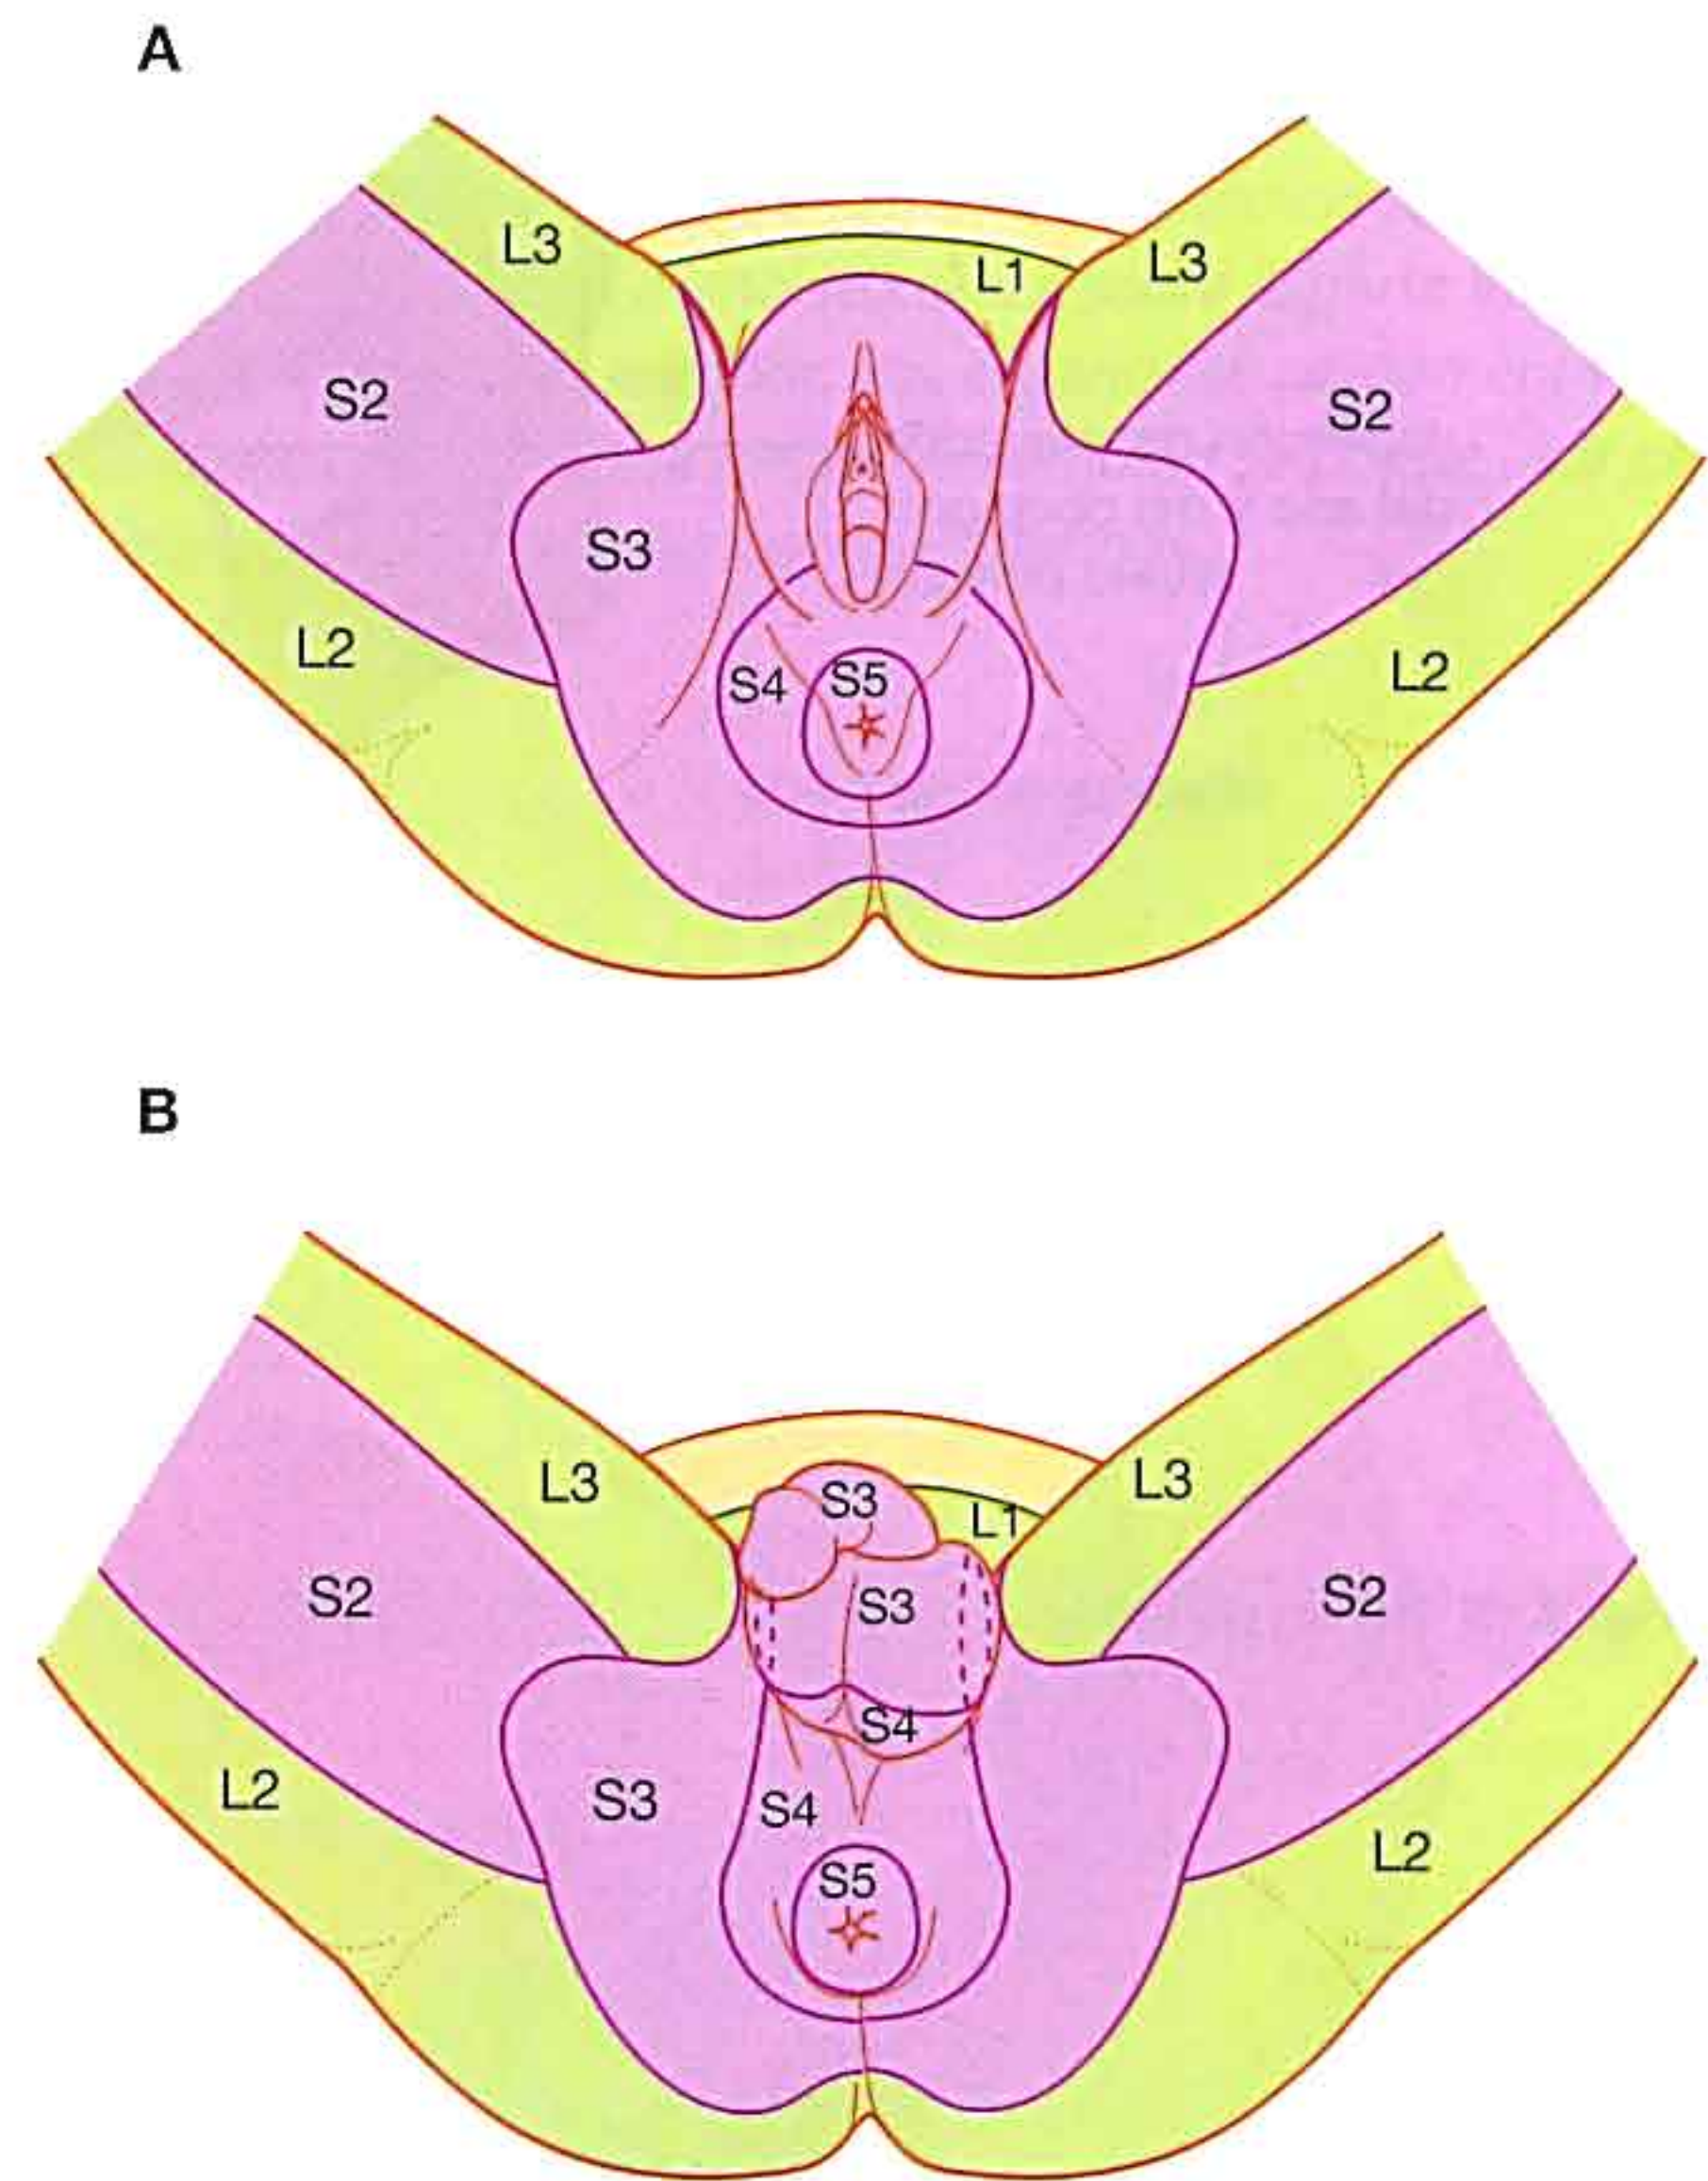 A
L3 L1 L3
S2 S2
S3
L2 S4 S5 L2
B
L3 S3 L1 L3
S2 S3 S2
S4
L2 S3 S4
S5 L2